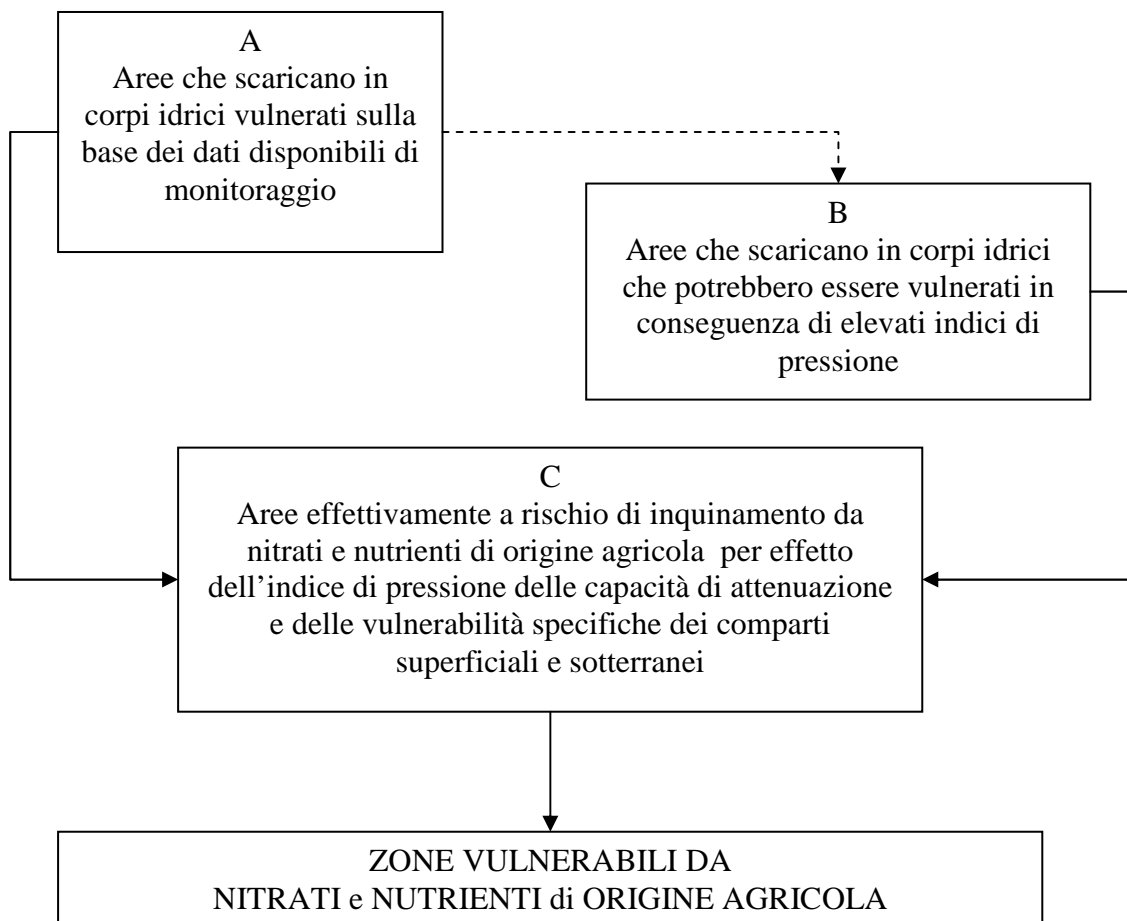 A
Aree che scaricano in
corpi idrici vulnerati sulla
base dei dati disponibili di
monitoraggio
B
Aree che scaricano in corpi idrici
che potrebbero essere vulnerati in
conseguenza di elevati indici di
pressione
C
Aree effettivamente a rischio di inquinamento da
nitrati e nutrienti di origine agricola  per effetto
dell’indice di pressione delle capacità di attenuazione
e delle vulnerabilità specifiche dei comparti
superficiali e sotterranei
ZONE VULNERABILI DA
NITRATI e NUTRIENTI di ORIGINE AGRICOLA